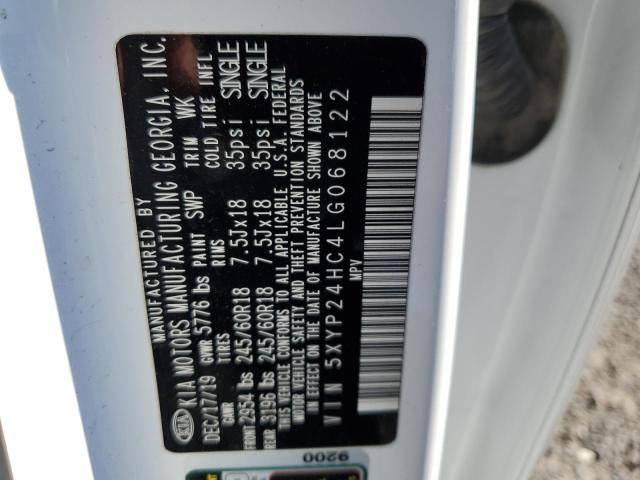 MANUFACTURED BY
KIA KIA MOTORS MANUFACTURING GEORGIA, INC.
DEC/17/19 GVWR 5776 lbs PAINT SWP TRIM WK
GAWR TIRES RIMS COLD TIRE INFL
FRONT 2954 lbs 245/60R18 7.5Jx18 35psi SINGLE
REAR 3196 lbs 245/60R18 7.5Jx18 35psi SINGLE
THIS VEHICLE CONFORMS TO ALL APPLICABLE U.S.A. FEDERAL
MOTOR VEHICLE SAFETY AND THEFT PREVENTION STANDARDS
IN EFFECT ON THE DATE OF MANUFACTURE SHOWN ABOVE.
VIN 5XYP24HC4LG068122
MPV
9200